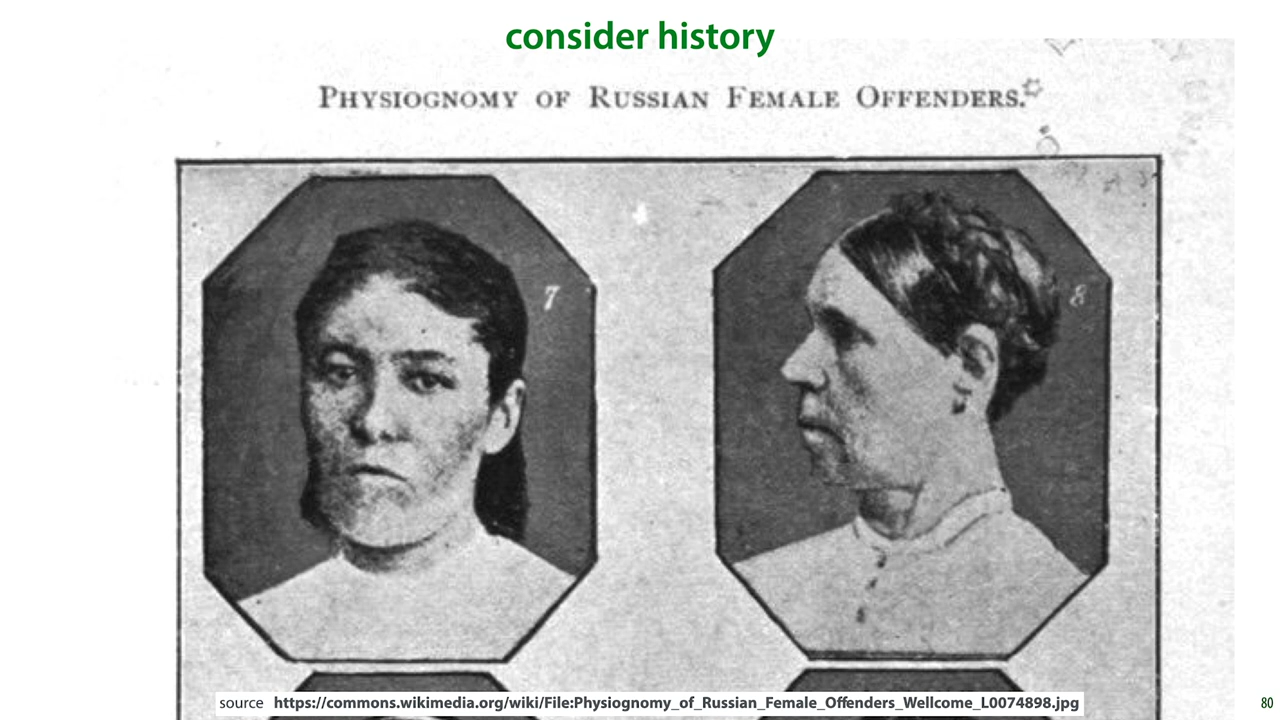 consider history
PHYSIOGNOMY OF RUSSIAN FEMALE OFFENDERS.
7
8
source https://commons.wikimedia.org/wiki/File:Physiognomy_of_Russian_Female_Offenders_Wellcome_L0074898.jpg
80